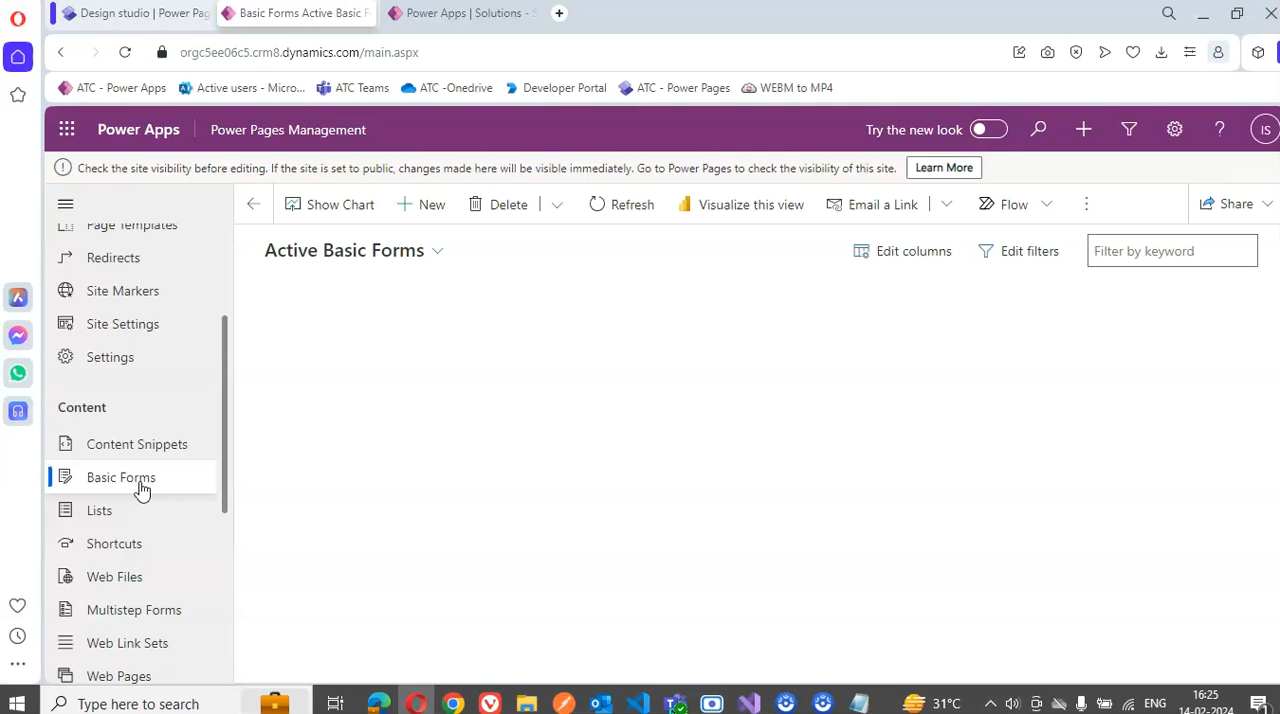 Design studio | Power Pag
Basic Forms Active Basic F
Power Apps | Solutions - S
orgc5ee06c5.crm8.dynamics.com/main.aspx
ATC - Power Apps
Active users - Micro...
ATC Teams
ATC -Onedrive
Developer Portal
ATC - Power Pages
WEBM to MP4
Power Apps
Power Pages Management
Try the new look
IS
Check the site visibility before editing. If the site is set to public, changes made here will be visible immediately. Go to Power Pages to check the visibility of this site.
Learn More
Show Chart
New
Delete
Refresh
Visualize this view
Email a Link
Flow
Share
Page Templates
Redirects
Site Markers
Site Settings
Settings
Content
Content Snippets
Basic Forms
Lists
Shortcuts
Web Files
Multistep Forms
Web Link Sets
Web Pages
Active Basic Forms
Edit columns
Edit filters
Filter by keyword
Type here to search
31°C
ENG
16:25
14-02-2024